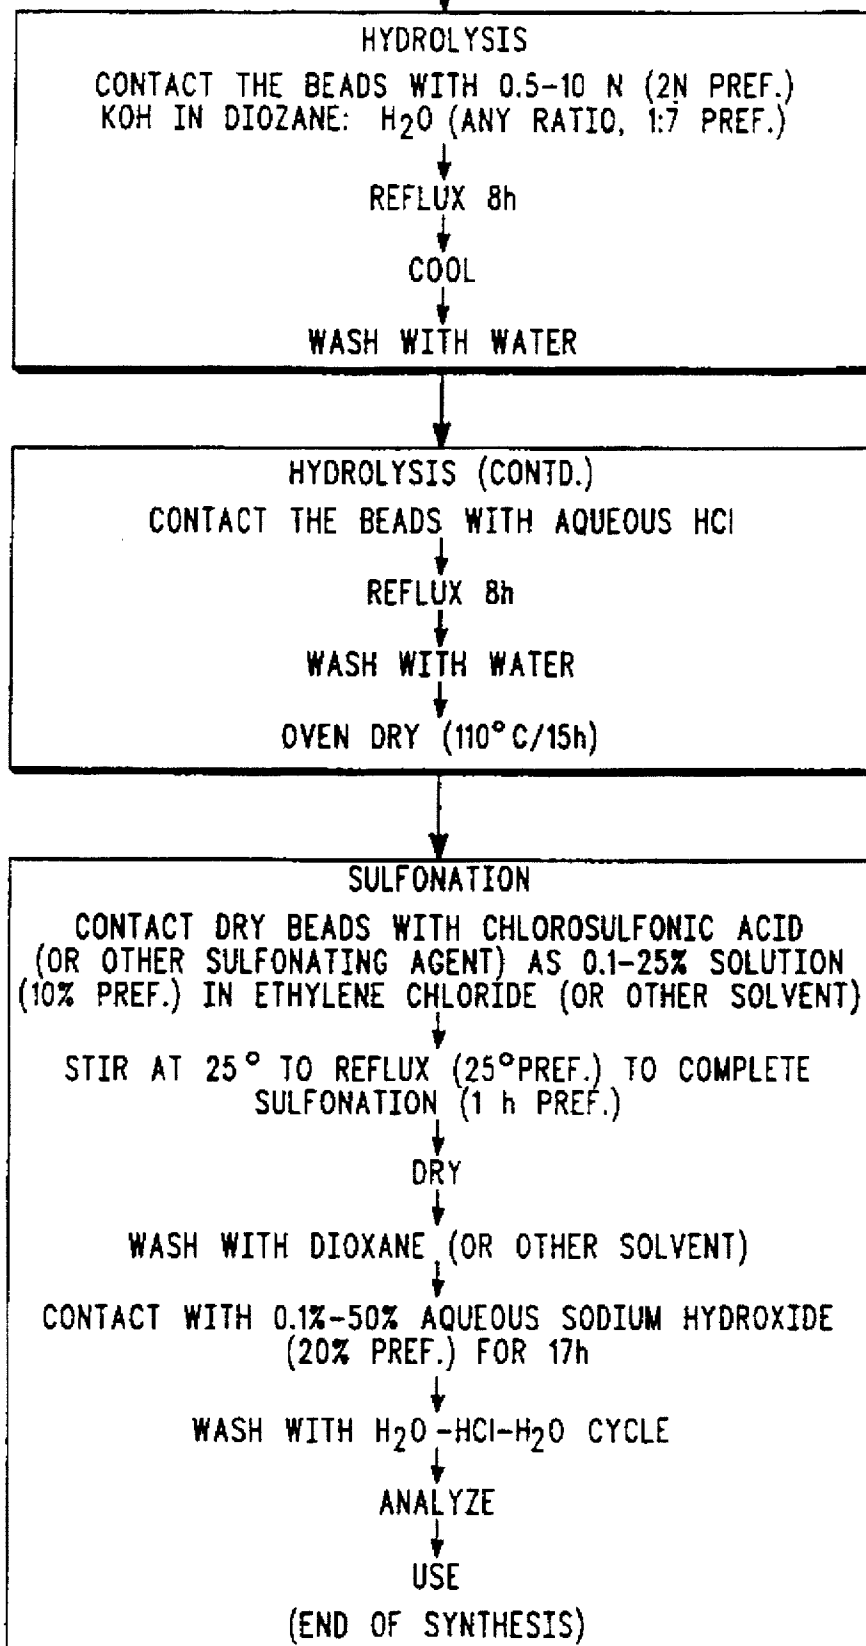 HYDROLYSIS
CONTACT THE BEADS WITH 0.5-10 N (2N PREF.)
KOH IN DIOZANE: H₂O (ANY RATIO, 1:7 PREF.)
REFLUX 8h
COOL
WASH WITH WATER
HYDROLYSIS (CONTD.)
CONTACT THE BEADS WITH AQUEOUS HCl
REFLUX 8h
WASH WITH WATER
OVEN DRY (110°C/15h)
SULFONATION
CONTACT DRY BEADS WITH CHLOROSULFONIC ACID
(OR OTHER SULFONATING AGENT) AS 0.1-25% SOLUTION
(10% PREF.) IN ETHYLENE CHLORIDE (OR OTHER SOLVENT)
STIR AT 25° TO REFLUX (25°PREF.) TO COMPLETE
SULFONATION (1 h PREF.)
DRY
WASH WITH DIOXANE (OR OTHER SOLVENT)
CONTACT WITH 0.1%-50% AQUEOUS SODIUM HYDROXIDE
(20% PREF.) FOR 17h
WASH WITH H₂O-HCl-H₂O CYCLE
ANALYZE
USE
(END OF SYNTHESIS)